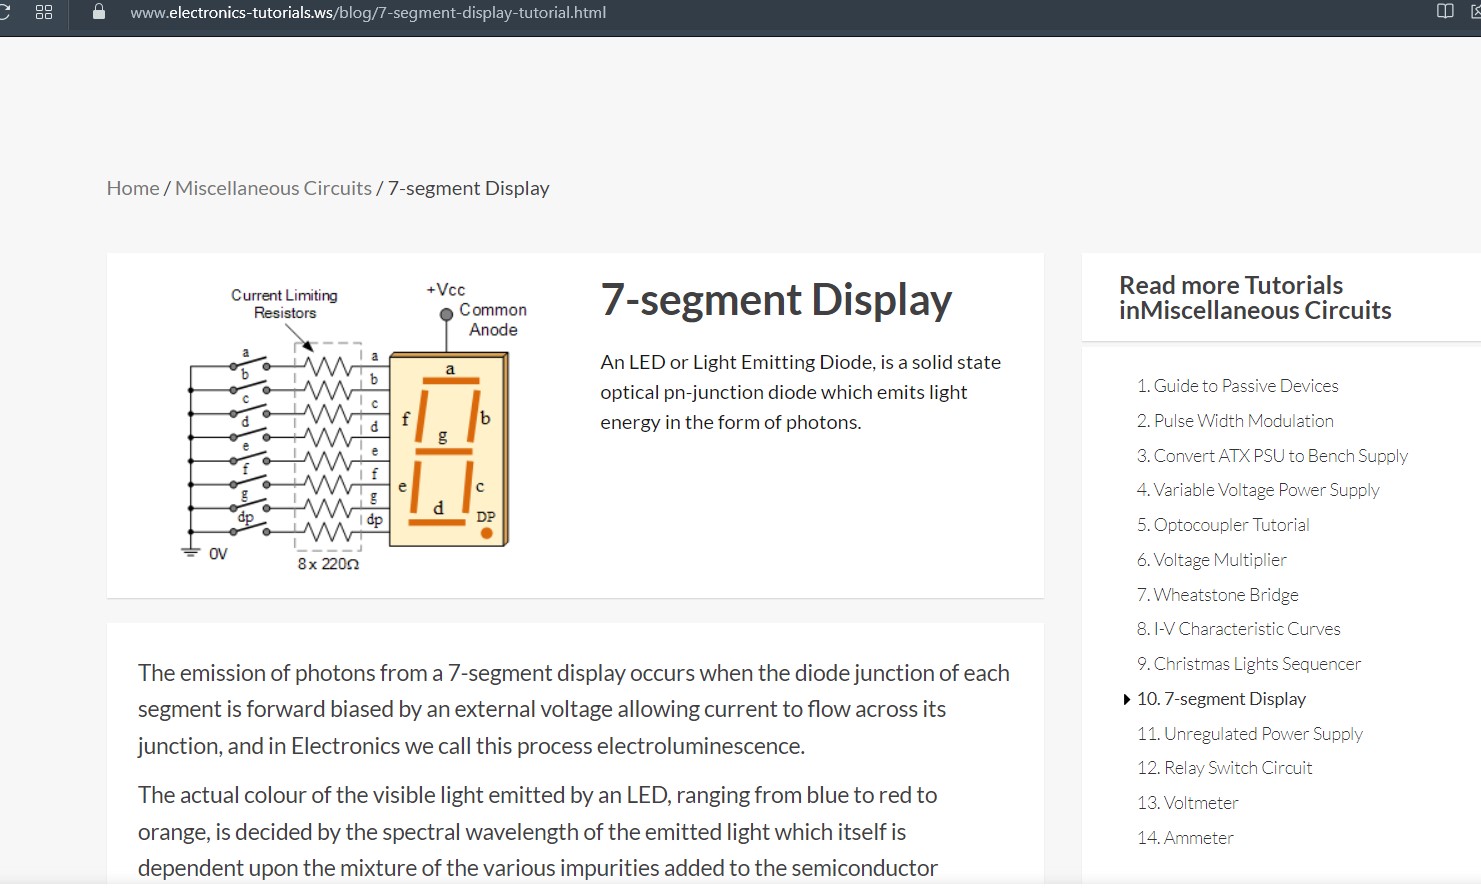 www.electronics-tutorials.ws/blog/7-segment-display-tutorial.html
Home / Miscellaneous Circuits / 7-segment Display
Current Limiting
Resistors
+Vcc
Common
Anode
a
b
c
d
e
f
g
dp
a
b
c
d
e
f
g
dp
a
f
b
g
e
c
d
DP
0V
8 x 220Ω
7-segment Display
An LED or Light Emitting Diode, is a solid state
optical pn-junction diode which emits light
energy in the form of photons.
The emission of photons from a 7-segment display occurs when the diode junction of each
segment is forward biased by an external voltage allowing current to flow across its
junction, and in Electronics we call this process electroluminescence.
The actual colour of the visible light emitted by an LED, ranging from blue to red to
orange, is decided by the spectral wavelength of the emitted light which itself is
dependent upon the mixture of the various impurities added to the semiconductor
Read more Tutorials
inMiscellaneous Circuits
1. Guide to Passive Devices
2. Pulse Width Modulation
3. Convert ATX PSU to Bench Supply
4. Variable Voltage Power Supply
5. Optocoupler Tutorial
6. Voltage Multiplier
7. Wheatstone Bridge
8. I-V Characteristic Curves
9. Christmas Lights Sequencer
10. 7-segment Display
11. Unregulated Power Supply
12. Relay Switch Circuit
13. Voltmeter
14. Ammeter